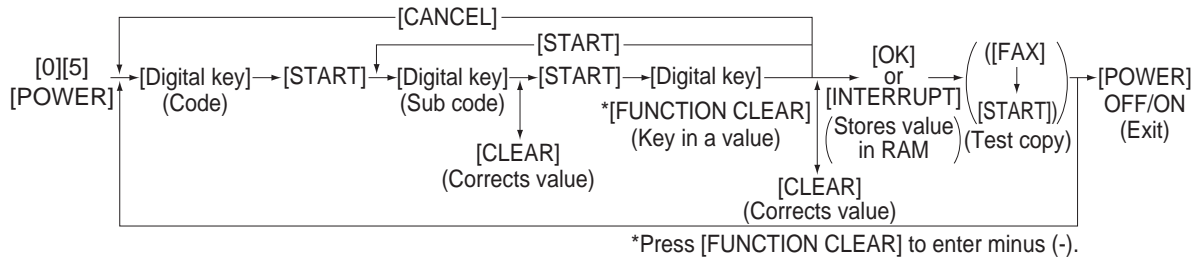 [CANCEL]
[START]
[0][5]
[POWER]
[Digital key]
(Code)
[START]
[Digital key]
(Sub code)
[CLEAR]
(Corrects value)
[START]
[Digital key]
*[FUNCTION CLEAR]
(Key in a value)
[CLEAR]
(Corrects value)
[OK]
or
[INTERRUPT]
(Stores value
in RAM)
([FAX]
[START])
(Test copy)
[POWER]
OFF/ON
(Exit)
*Press [FUNCTION CLEAR] to enter minus (-).